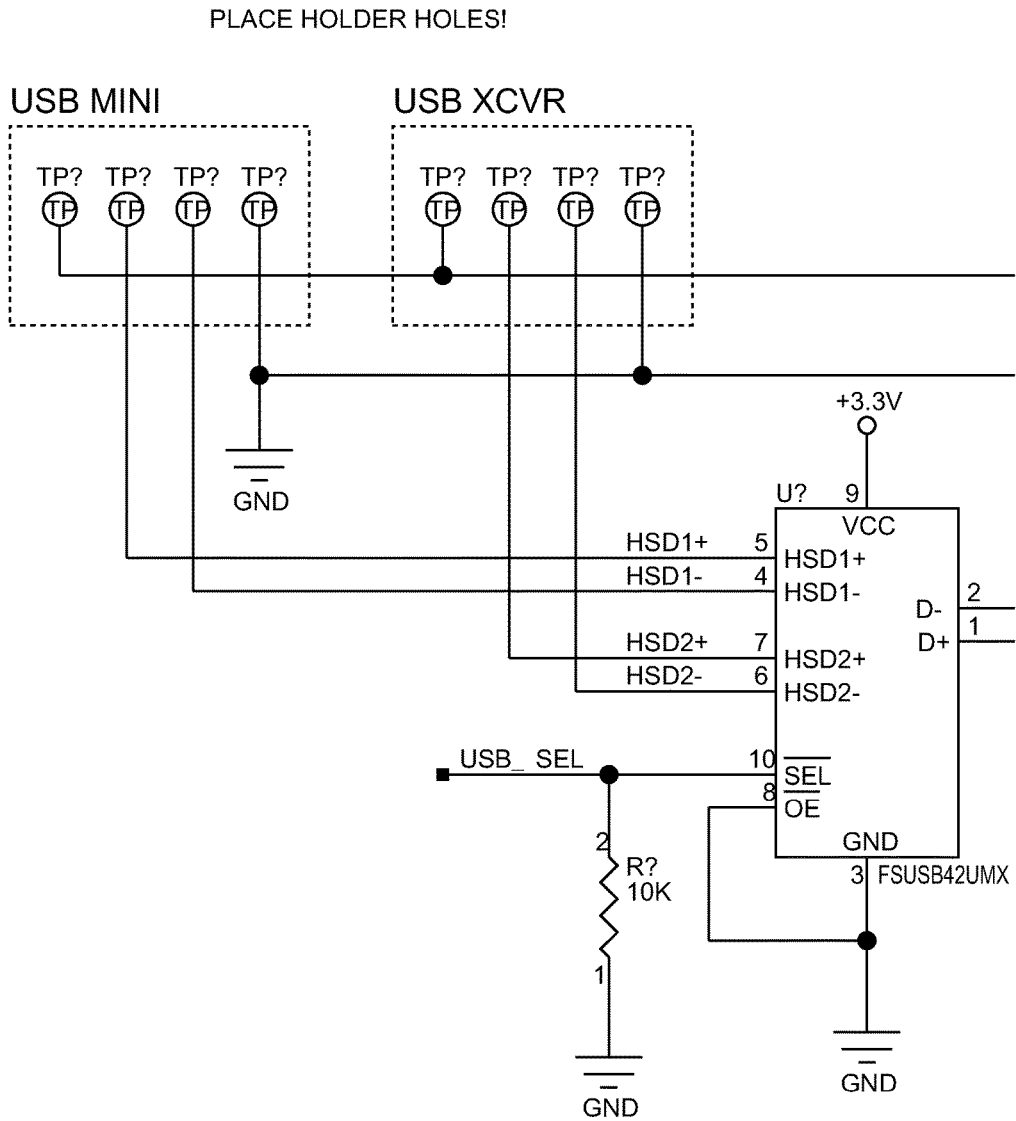 PLACE HOLDER HOLES!
USB MINI
USB XCVR
TP? TP? TP? TP?
TP? TP? TP? TP?
TP TP TP TP
TP TP TP TP
+3.3V
GND
U? 9
VCC
HSD1+ 5 HSD1+
HSD1- 4 HSD1-
D- 2
D+ 1
HSD2+ 7 HSD2+
HSD2- 6 HSD2-
USB_ SEL 10 SEL
8 OE
GND
2
R?
10K
1
3 FSUSB42UMX
GND
GND